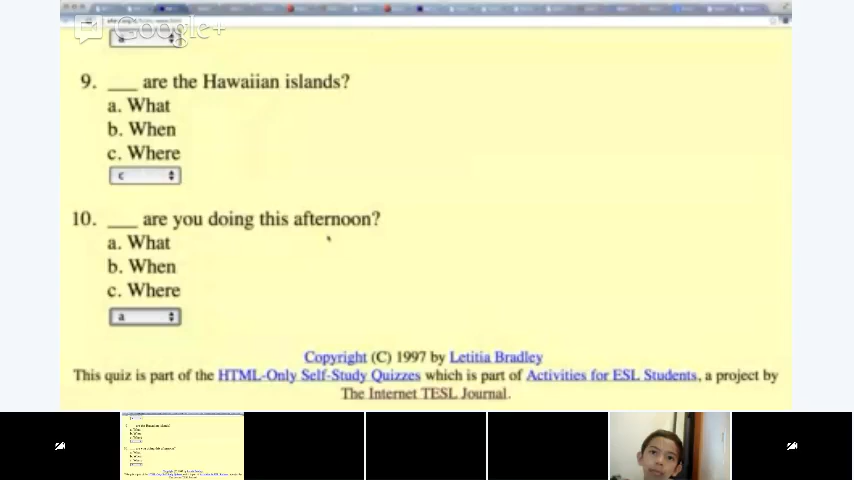 Google+
a
9. ___ are the Hawaiian islands?
a. What
b. When
c. Where
c
10. ___ are you doing this afternoon?
a. What
b. When
c. Where
a
Copyright (C) 1997 by Letitia Bradley
This quiz is part of the HTML-Only Self-Study Quizzes which is part of Activities for ESL Students, a project by
The Internet TESL Journal.